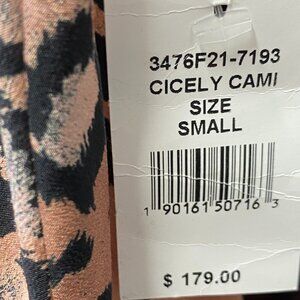 3476F21-7193
CICELY CAMI
SIZE
SMALL
1 90161 50716 3
$ 179.00